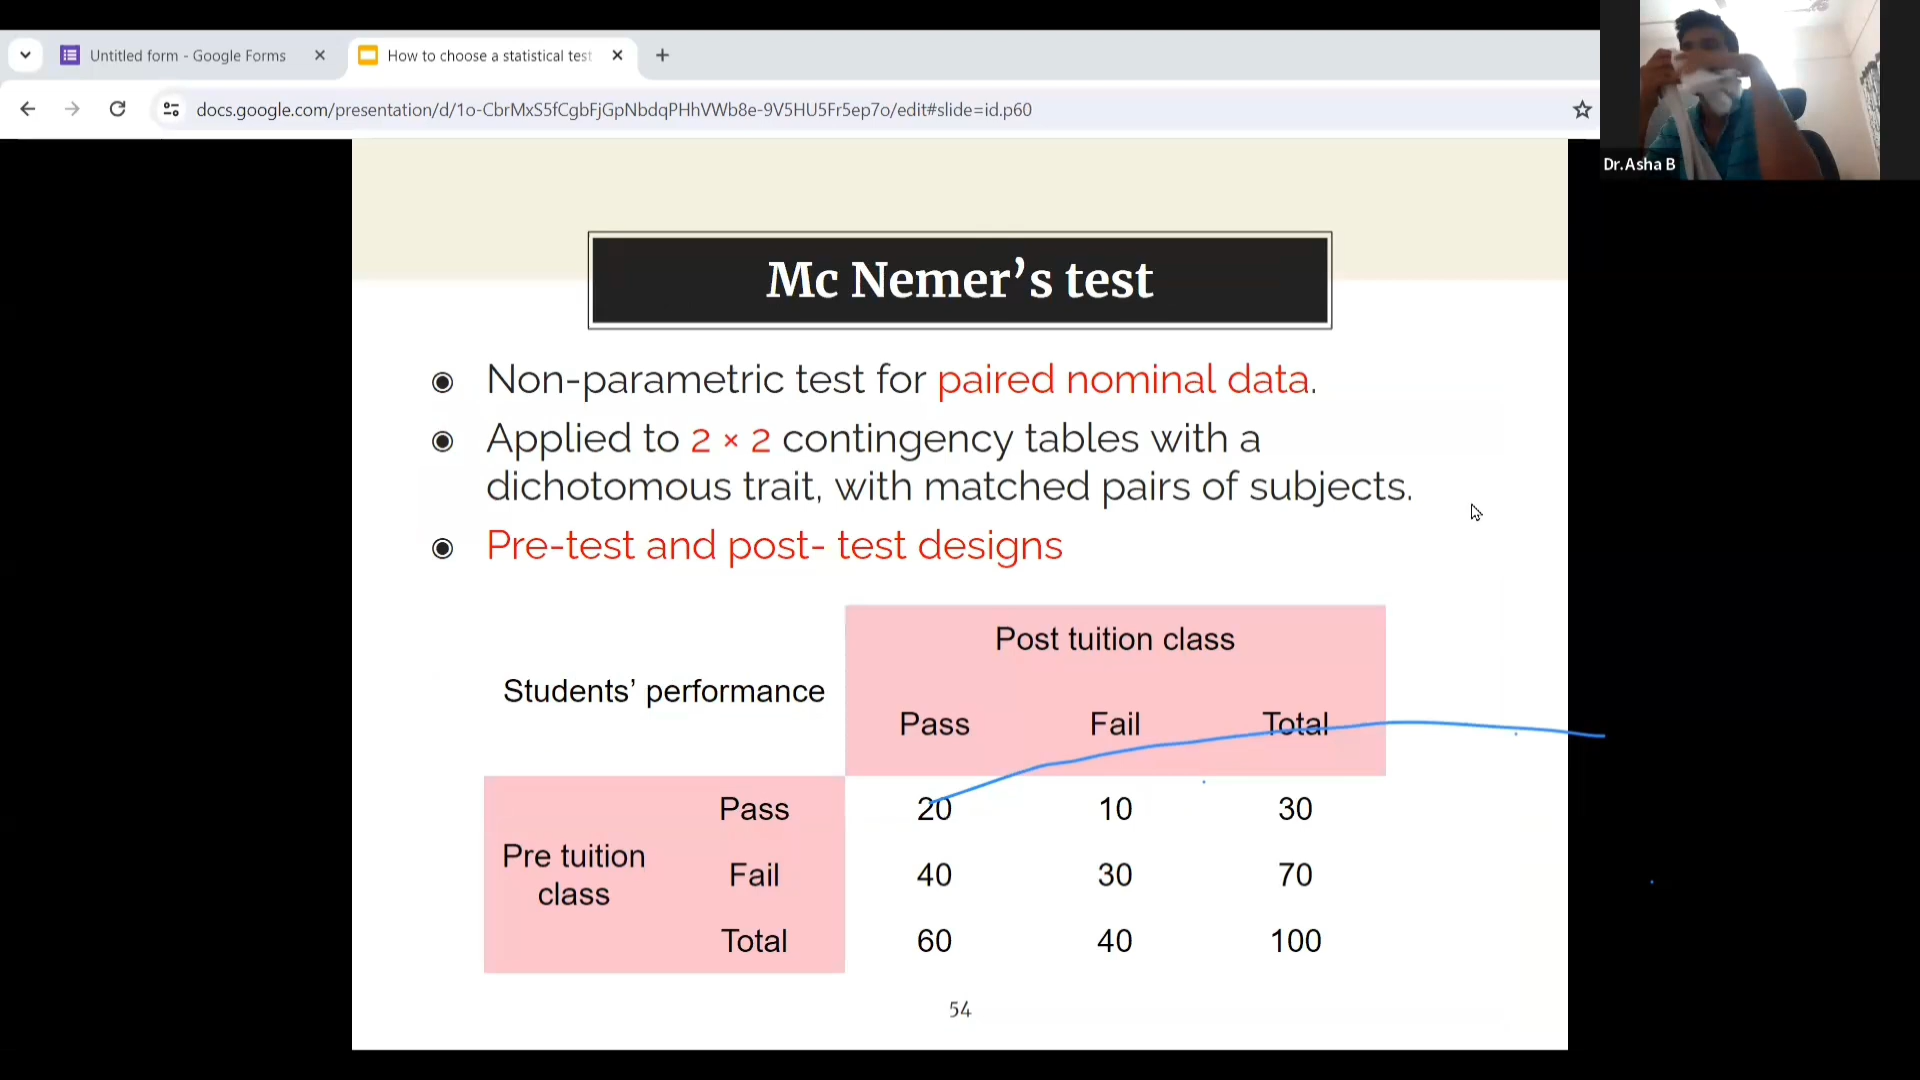 Untitled form - Google Forms
How to choose a statistical test
docs.google.com/presentation/d/1o-CbrMxS5fCgbFjGpNbdqPHhVWb8e-9V5HU5Fr5ep7o/edit#slide=id.p60
Dr.Asha B
Mc Nemer’s test
Non-parametric test for paired nominal data.
Applied to 2 × 2 contingency tables with a
dichotomous trait, with matched pairs of subjects.
Pre-test and post- test designs
Post tuition class
Students’ performance
Pass Fail Total
Pass 20 10 30
Pre tuition
class
Fail 40 30 70
Total 60 40 100
54